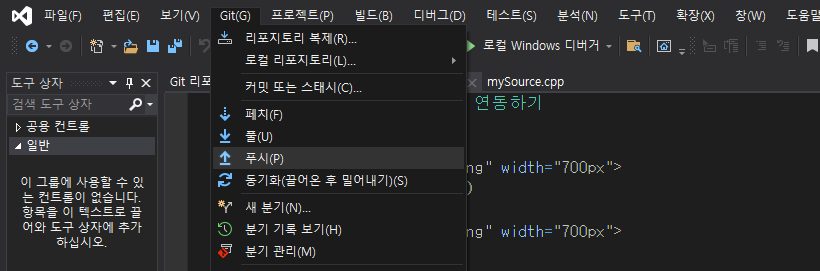 파일(F) 편집(E) 보기(V) Git(G) 프로젝트(P) 빌드(B) 디버그(D) 테스트(S) 분석(N) 도구(T) 확장(X) 창(W) 도움말
로컬 Windows 디버거
리포지토리 복제(R)...
로컬 리포지토리(L)...
커밋 또는 스태시(C)...
페치(F)
풀(U)
푸시(P)
동기화(끌어온 후 밀어내기)(S)
새 분기(N)...
분기 기록 보기(H)
분기 관리(M)
도구 상자
검색 도구 상자
공용 컨트롤
일반
이 그룹에 사용할 수 있
는 컨트롤이 없습니다.
항목을 이 텍스트로 끌
어와 도구 상자에 추가
하십시오.
Git 리포
mySource.cpp
연동하기
ng" width="700px">
)
ng" width="700px">